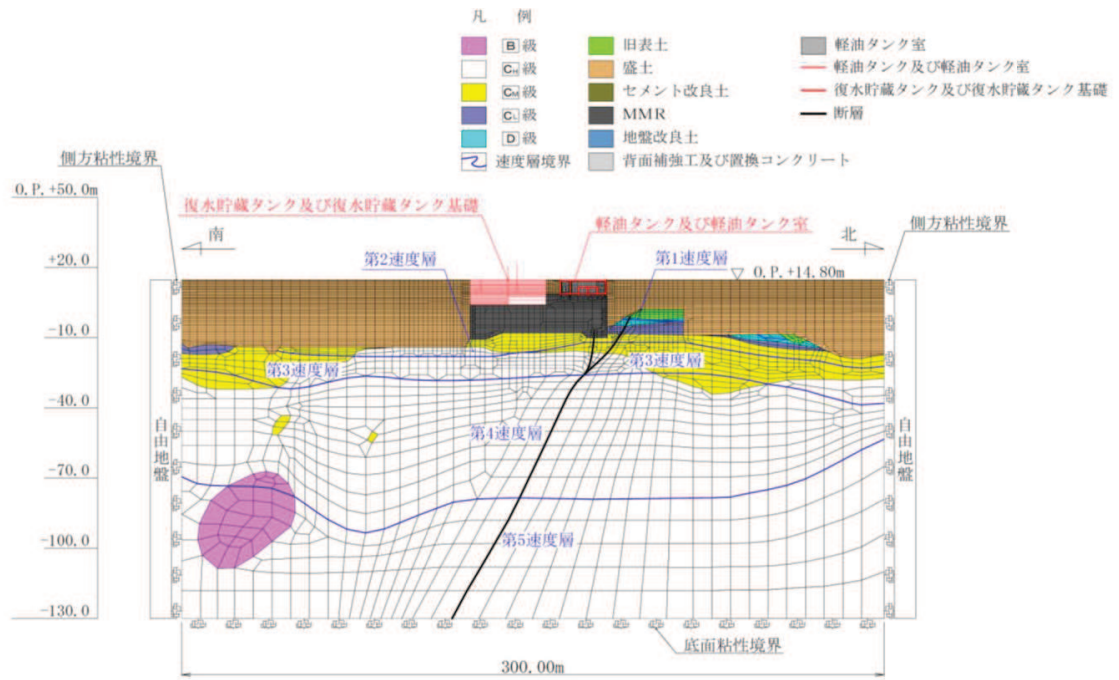 凡 例
B級
CH級
CM級
CL級
D級
速度層境界
旧表土
盛土
セメント改良土
MMR
地盤改良土
背面補強工及び置換コンクリート
軽油タンク室
軽油タンク及び軽油タンク室
復水貯蔵タンク及び復水貯蔵タンク基礎
断層
側方粘性境界
O.P.+50.0m
復水貯蔵タンク及び復水貯蔵タンク基礎
軽油タンク及び軽油タンク室
側方粘性境界
南
北
+20.0
第2速度層
第1速度層
O.P.+14.80m
-10.0
第3速度層
第3速度層
-40.0
自由地盤
第4速度層
自由地盤
-70.0
-100.0
第5速度層
-130.0
底面粘性境界
300.00m